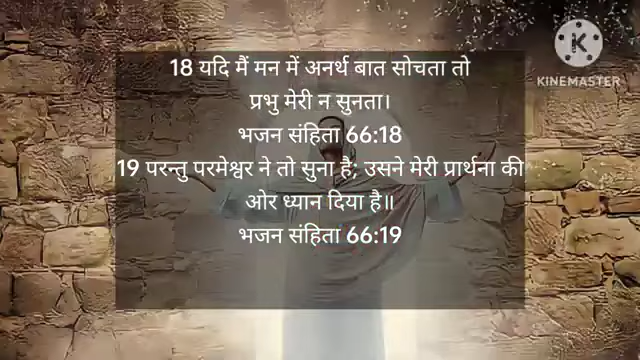 18 यदि मैं मन में अनर्थ बात सोचता तो
प्रभु मेरी न सुनता।
भजन संहिता 66:18
19 परन्तु परमेश्वर ने तो सुना है; उसने मेरी प्रार्थना की
ओर ध्यान दिया है॥
भजन संहिता 66:19
K
KINEMASTER